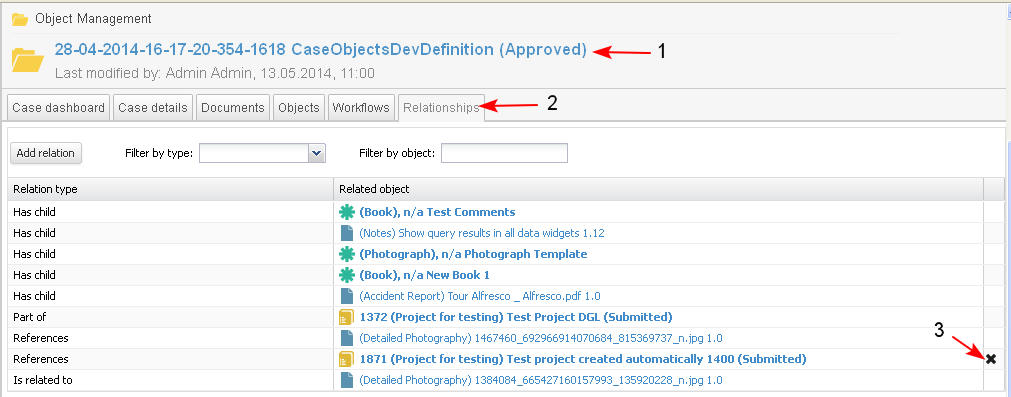 Object Management
28-04-2014-16-17-20-354-1618 CaseObjectsDevDefinition (Approved) 1
Last modified by: Admin Admin, 13.05.2014, 11:00
Case dashboard Case details Documents Objects Workflows Relationships 2
Add relation Filter by type: Filter by object:
Relation type Related object
Has child (Book), n/a Test Comments
Has child (Notes) Show query results in all data widgets 1.12
Has child (Photograph), n/a Photograph Template
Has child (Book), n/a New Book 1
Has child (Accident Report) Tour Alfresco _ Alfresco.pdf 1.0
Part of 1372 (Project for testing) Test Project DGL (Submitted)
References (Detailed Photography) 1467460_692966914070684_815369737_n.jpg 1.0
3
References 1871 (Project for testing) Test project created automatically 1400 (Submitted)
Is related to (Detailed Photography) 1384084_665427160157993_135920228_n.jpg 1.0